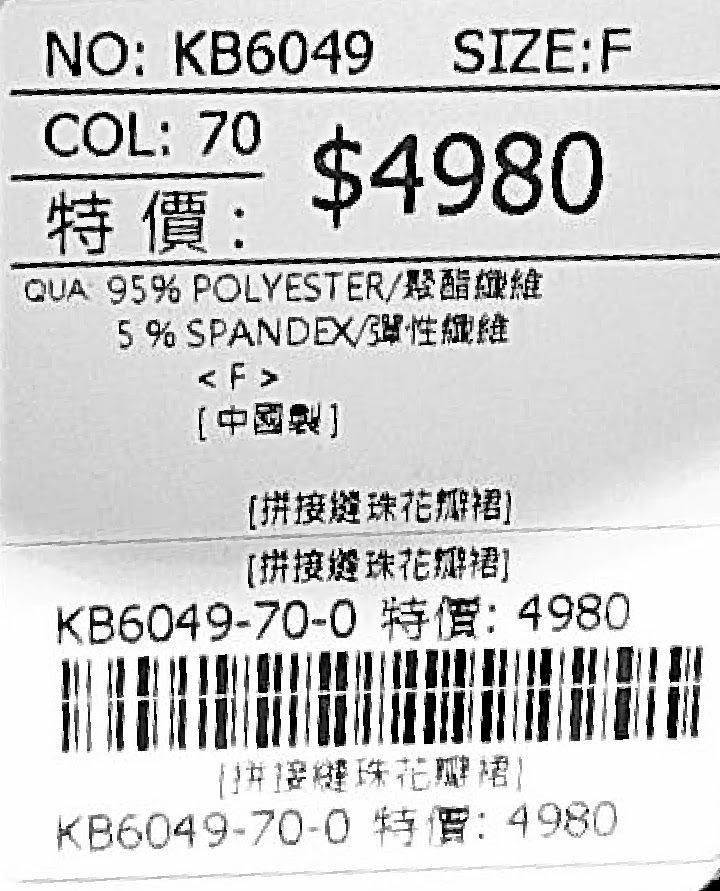 NO: KB6049 SIZE:F
COL: 70
$4980
特價:
QUA 95% POLYESTER/聚酯纖維
5 % SPANDEX/彈性纖維
< F >
[中國製]
[拼接縫珠花瓣裙]
[拼接縫珠花瓣裙]
KB6049-70-0 特價: 4980
[拼接縫珠花瓣裙]
KB6049-70-0 特價: 4980